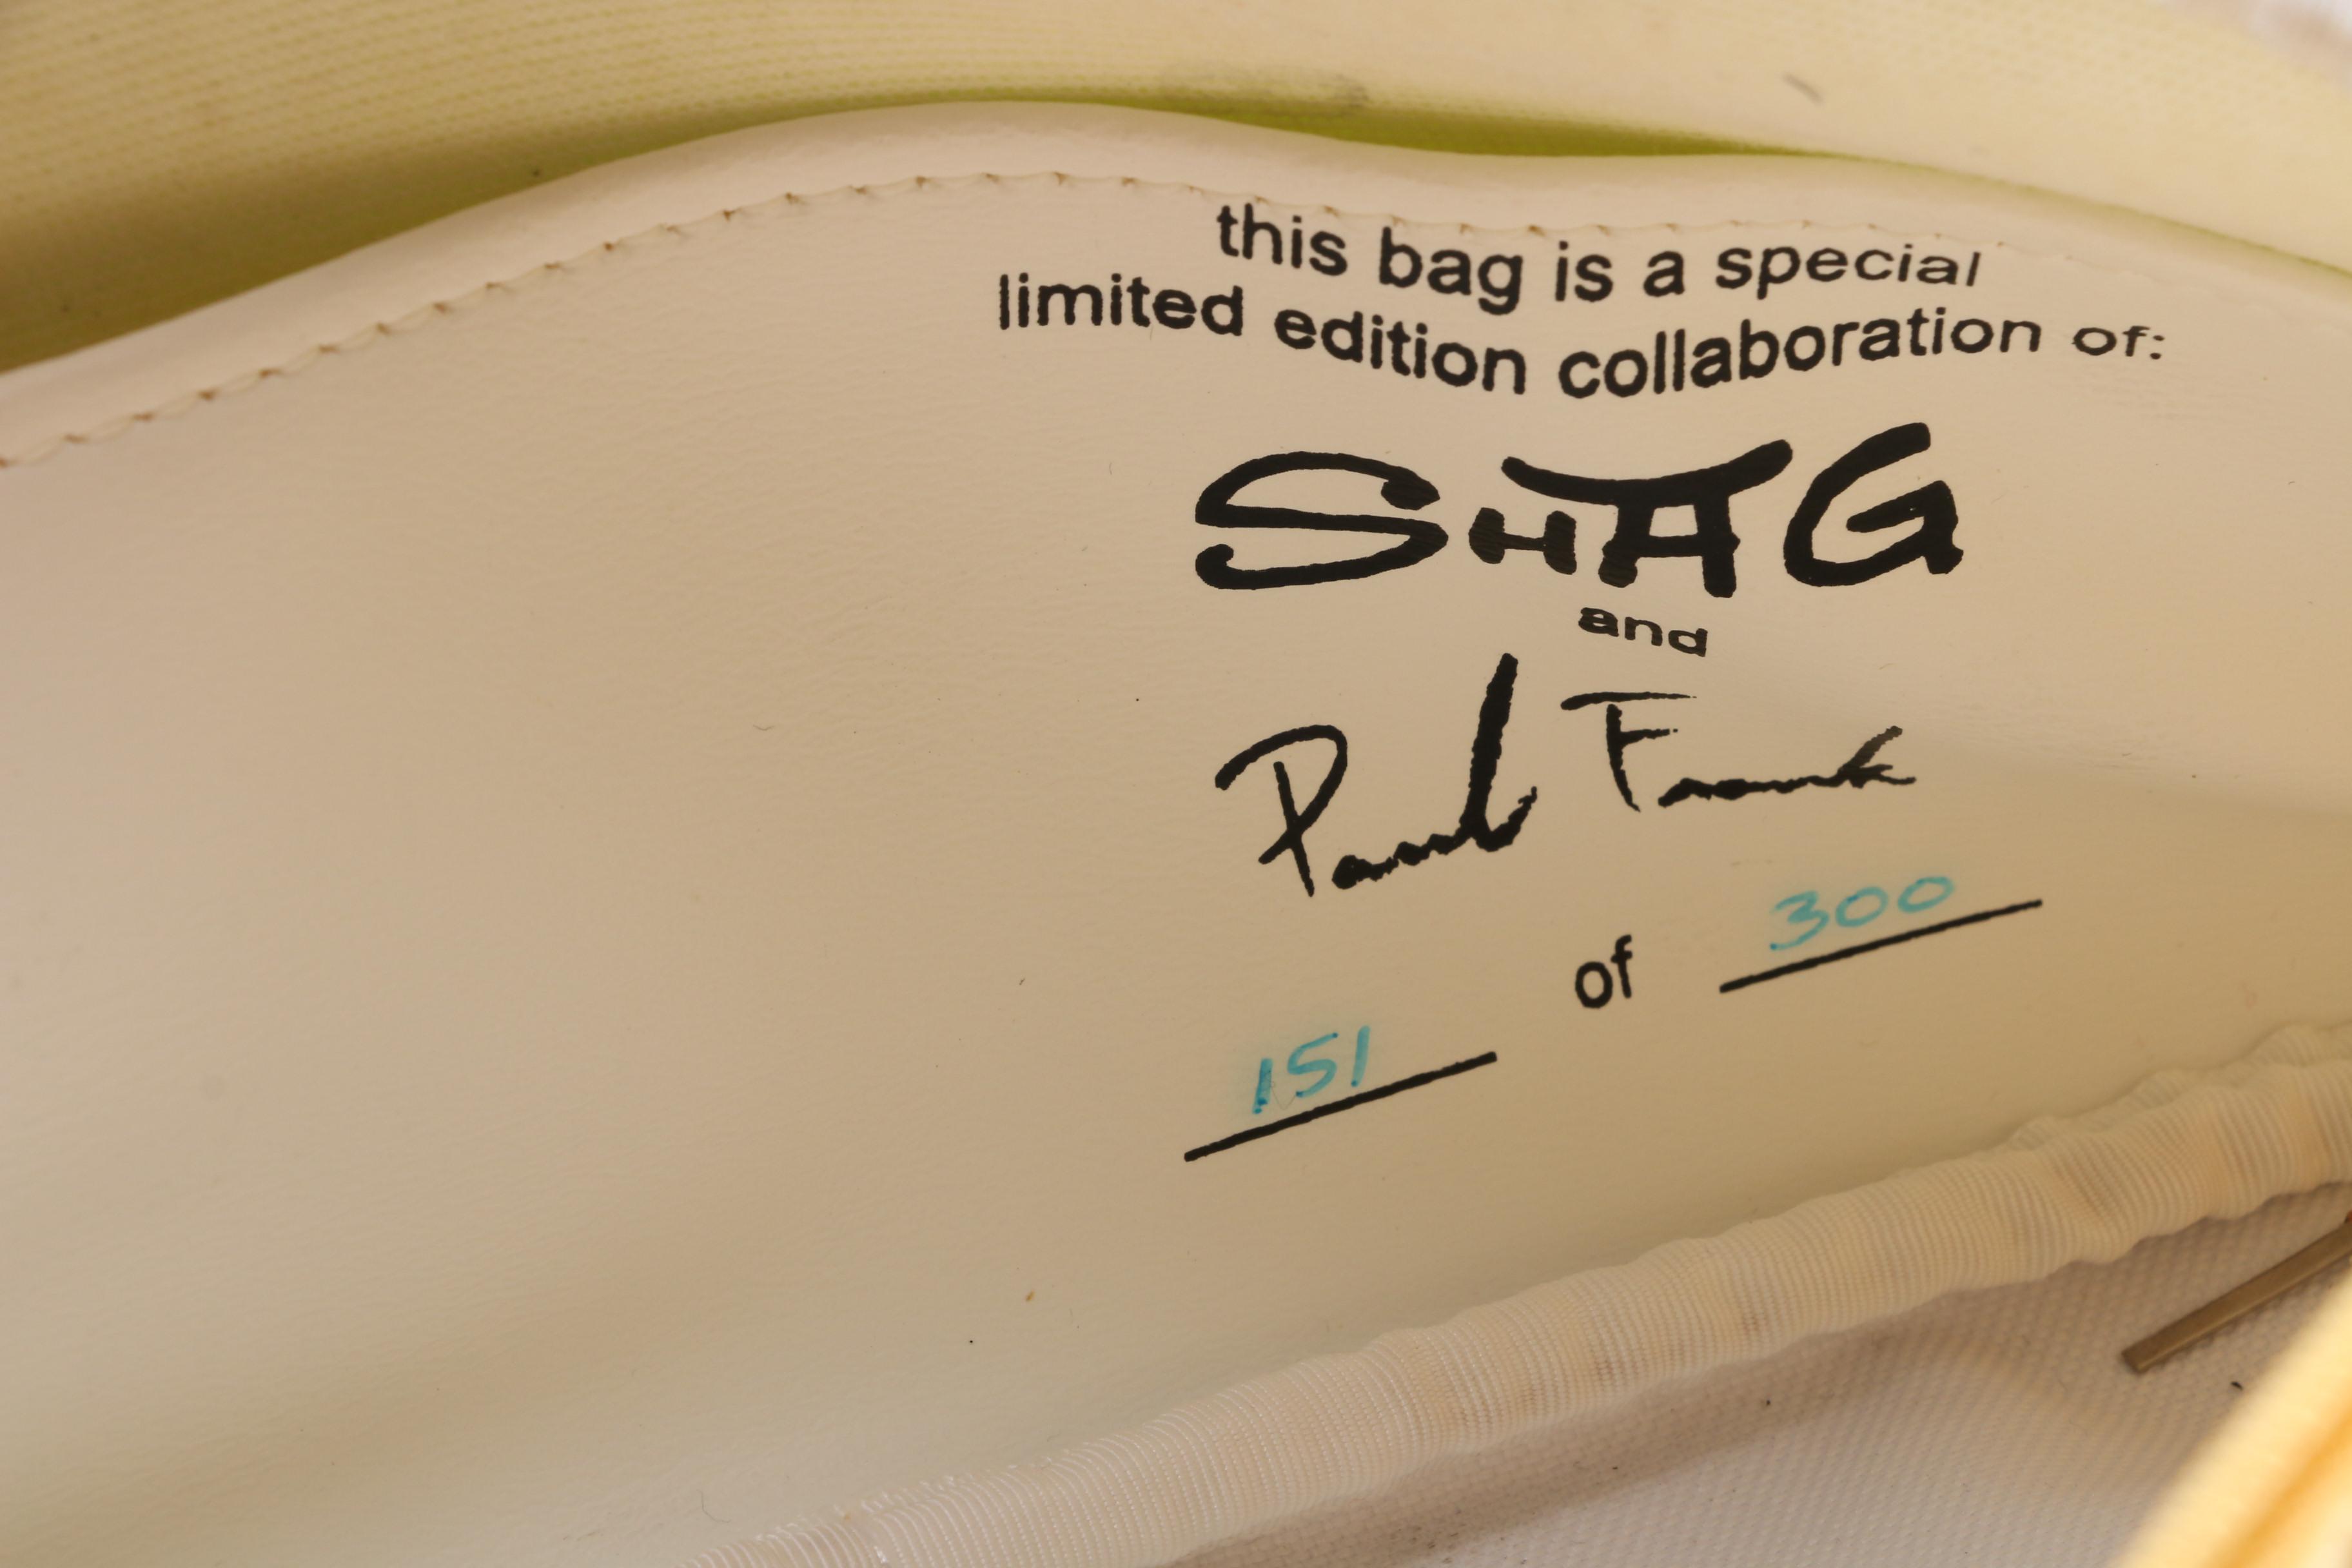 this bag is a special
limited edition collaboration of:
SHAG
and
Paul Frank
151 of 300